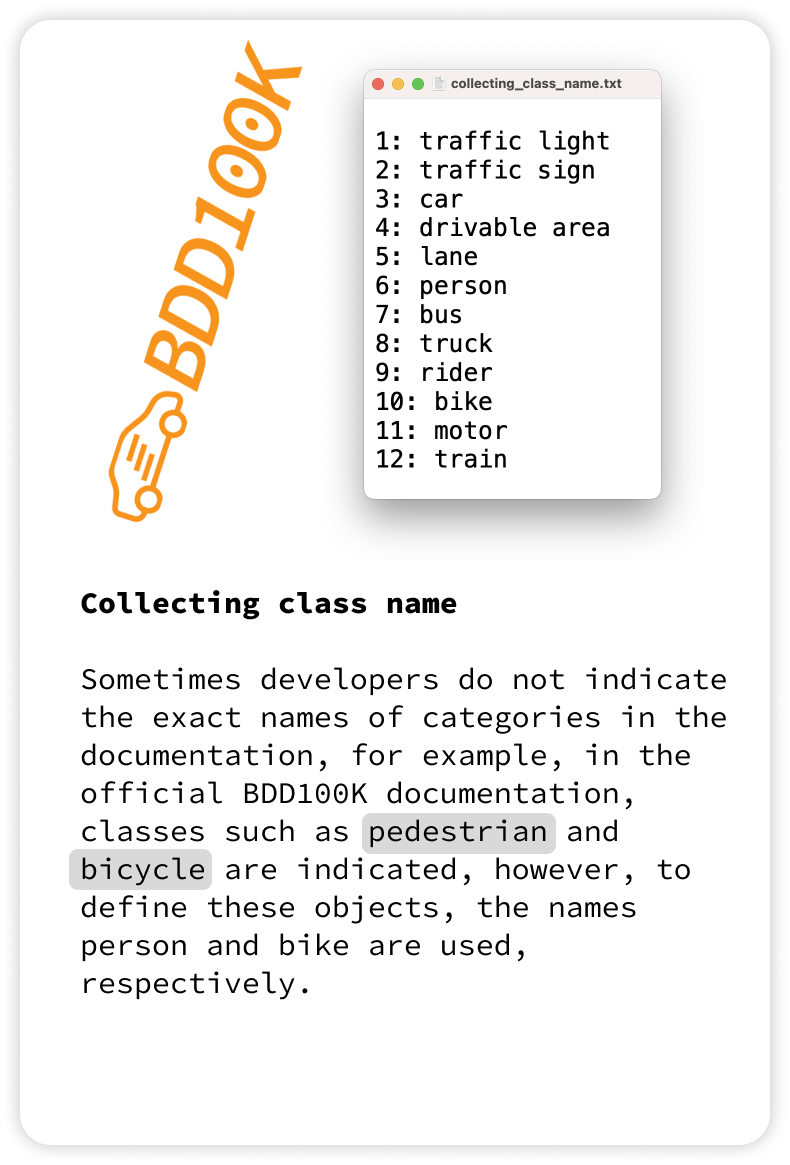 BDD100K
collecting_class_name.txt
1: traffic light
2: traffic sign
3: car
4: drivable area
5: lane
6: person
7: bus
8: truck
9: rider
10: bike
11: motor
12: train
Collecting class name
Sometimes developers do not indicate
the exact names of categories in the
documentation, for example, in the
official BDD100K documentation,
classes such as pedestrian and
bicycle are indicated, however, to
define these objects, the names
person and bike are used,
respectively.